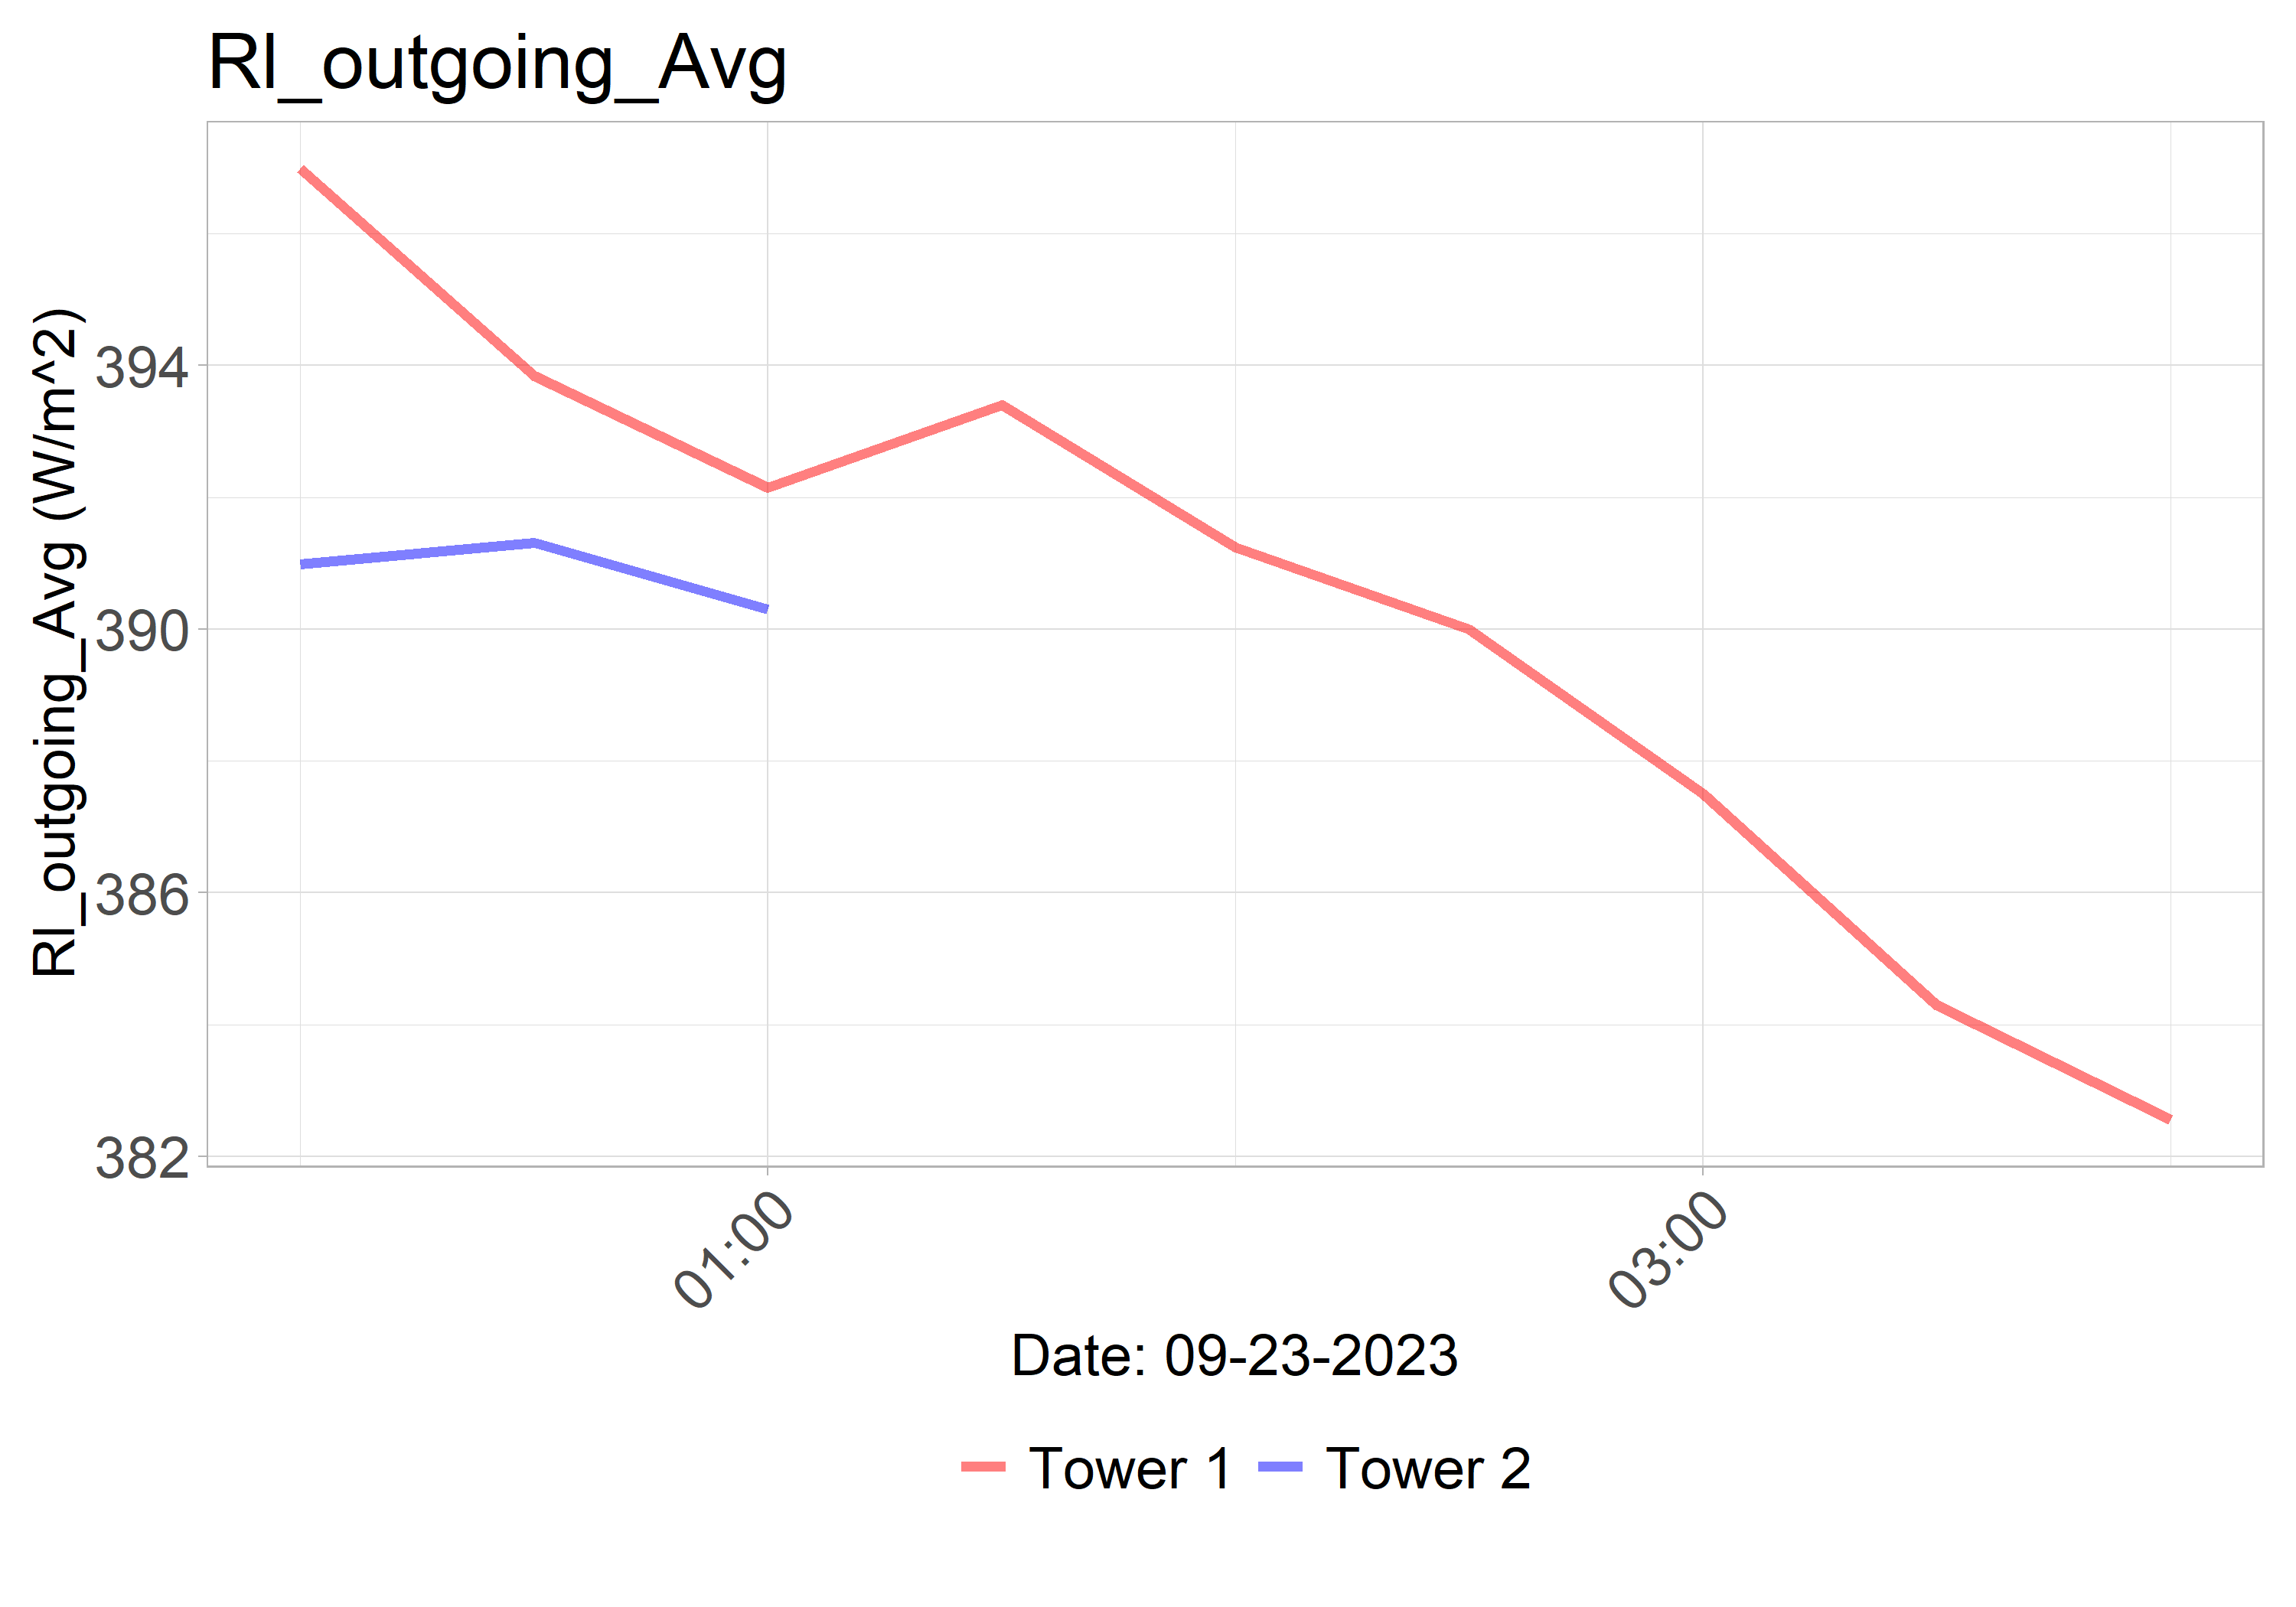 Rl_outgoing_Avg
Rl_outgoing_Avg (W/m^2)
394
390
386
382
01:00
03:00
Date: 09-23-2023
Tower 1
Tower 2